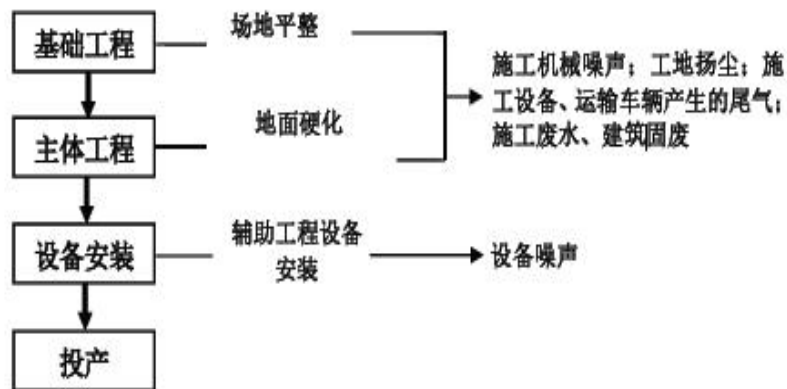 基础工程
场地平整
施工机械噪声；工地扬尘；施
工设备、运输车辆产生的尾气；
施工废水、建筑固废
主体工程
地面硬化
设备安装
辅助工程设备
安装
设备噪声
投产